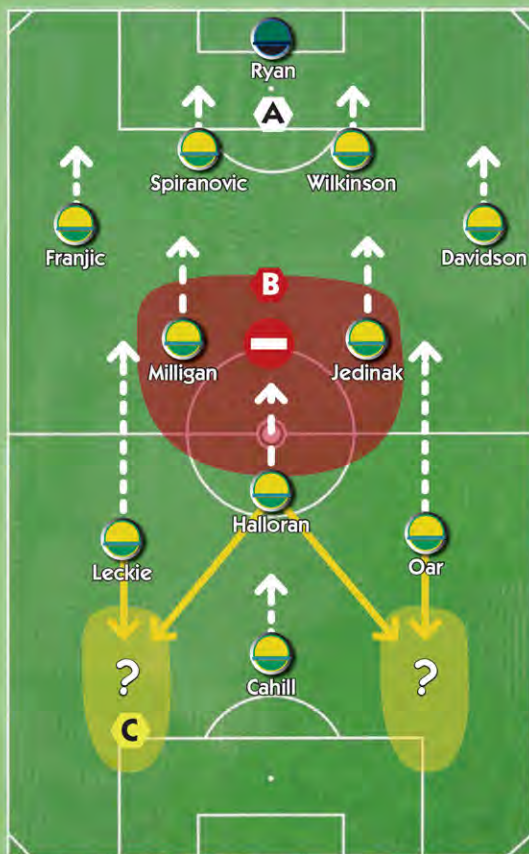 Ryan
A
Spiranovic
Wilkinson
Franjic
Davidson
B
Milligan
Jedinak
Halloran
Leckie
Oar
?
Cahill
?
C